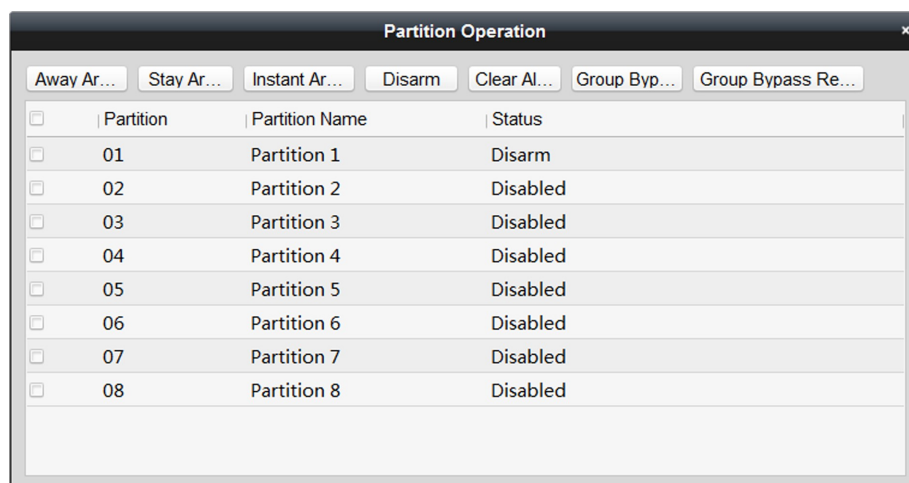 Partition Operation ×
Away Ar... Stay Ar... Instant Ar... Disarm Clear Al... Group Byp... Group Bypass Re...
Partition Partition Name Status
01 Partition 1 Disarm
02 Partition 2 Disabled
03 Partition 3 Disabled
04 Partition 4 Disabled
05 Partition 5 Disabled
06 Partition 6 Disabled
07 Partition 7 Disabled
08 Partition 8 Disabled